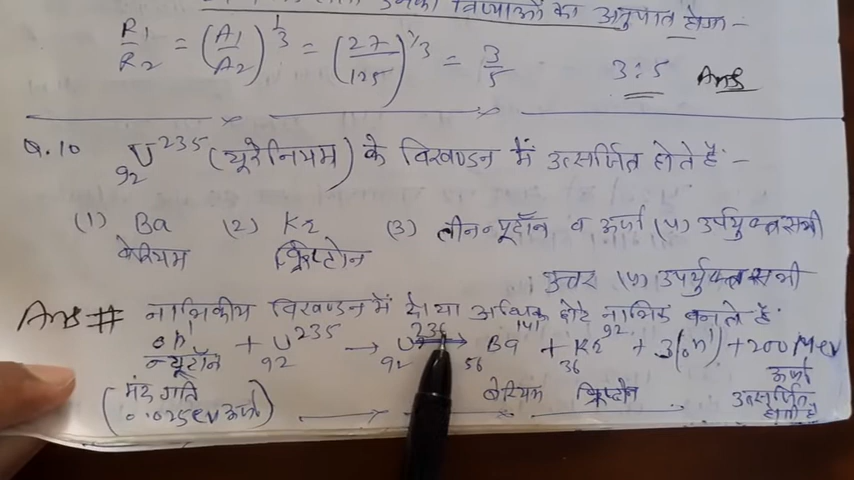 उनकी त्रिज्याओं का अनुपात होगा -
R1/R2 = (A1/A2)^1/3 = (27/125)^1/3 = 3/5   3:5   Ans
Q.10 92U235 (यूरेनियम) के विखण्डन में उत्सर्जित होते हैं -
(1) Ba (2) Kr (3) तीन न्यूट्रॉन व ऊर्जा (4) उपर्युक्त सभी
बेरियम क्रिप्टोन
उत्तर (4) उपर्युक्त सभी
Ans # नाभिकीय विखण्डन में दो या अधिक छोटे नाभिक बनते हैं
0n1 + 92U235 → 92U236 → 56Ba141 + 36Kr92 + 3(0n1) + 200 MeV
न्यूट्रॉन ऊर्जा
(मंद गति बेरियम क्रिप्टोन उत्सर्जित
0.025eV ऊर्जा) होती है